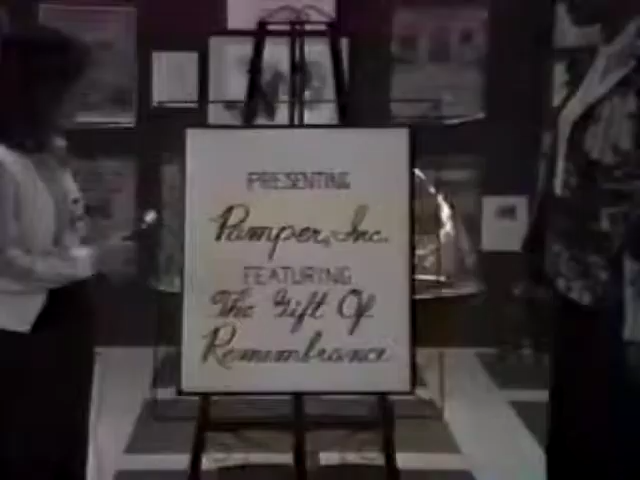 PRESENTING
Pamper, Inc.
FEATURING
The Gift Of
Remembrance